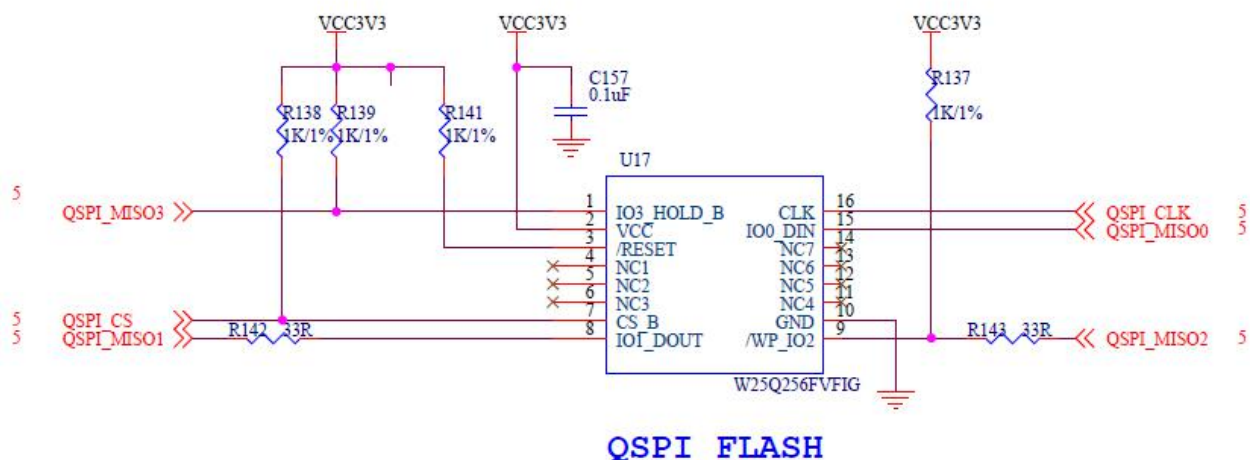 VCC3V3 VCC3V3 VCC3V3
C157
0.1uF
R137
1K/1%
R138 R139 R141
1K/1% 1K/1% 1K/1%
U17
5 QSPI_MISO3 1 IO3_HOLD_B CLK 16 QSPI_CLK 5
2 VCC IO0_DIN 15 QSPI_MISO0 5
3 /RESET NC7 14
4 NC1 NC6 13
5 NC2 NC5 12
6 NC3 NC4 11
5 QSPI_CS 7 CS_B GND 10
5 QSPI_MISO1 R142 33R 8 IO1_DOUT /WP_IO2 9 R143 33R QSPI_MISO2 5
W25Q256FVFIG
QSPI FLASH